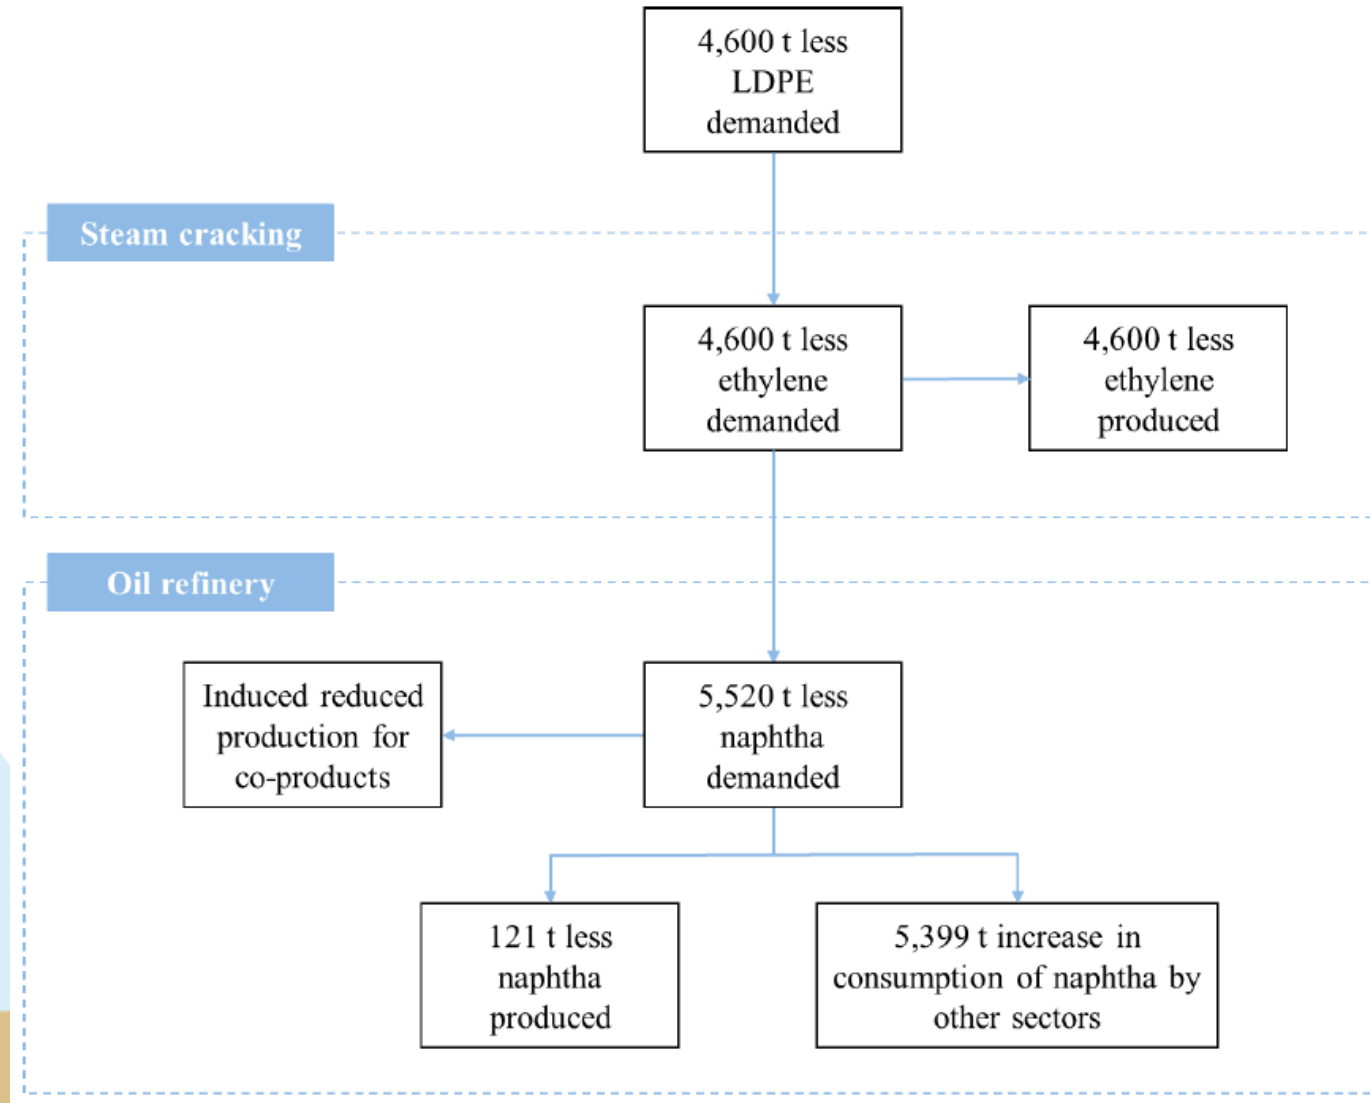 4,600 t less
LDPE
demanded
Steam cracking
4,600 t less
ethylene
demanded
4,600 t less
ethylene
produced
Oil refinery
Induced reduced
production for
co-products
5,520 t less
naphtha
demanded
121 t less
naphtha
produced
5,399 t increase in
consumption of naphtha by
other sectors